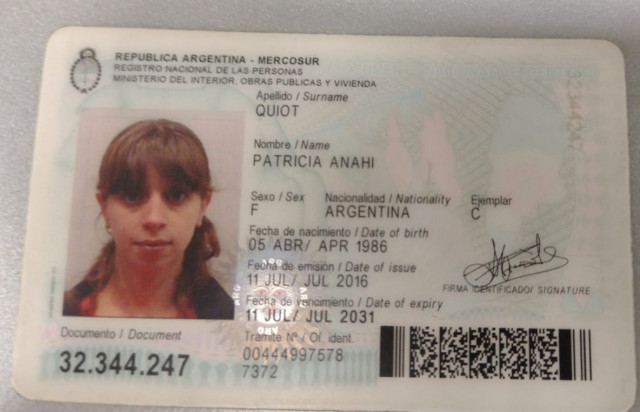 REPUBLICA ARGENTINA - MERCOSUR
REGISTRO NACIONAL DE LAS PERSONAS
MINISTERIO DEL INTERIOR, OBRAS PUBLICAS Y VIVIENDA
Apellido / Surname
QUIOT
Nombre / Name
PATRICIA ANAHI
Sexo / Sex Nacionalidad / Nationality Ejemplar
F ARGENTINA C
Fecha de nacimiento / Date of birth
05 ABR/ APR 1986
Fecha de emision / Date of issue
11 JUL/ JUL 2016
FIRMA IDENTIFICADO/ SIGNATURE
Fecha de vencimiento / Date of expiry
11 JUL/ JUL 2031
Documento / Document
32.344.247
Tramite Nº / Of. ident.
00444997578
7372
32344247